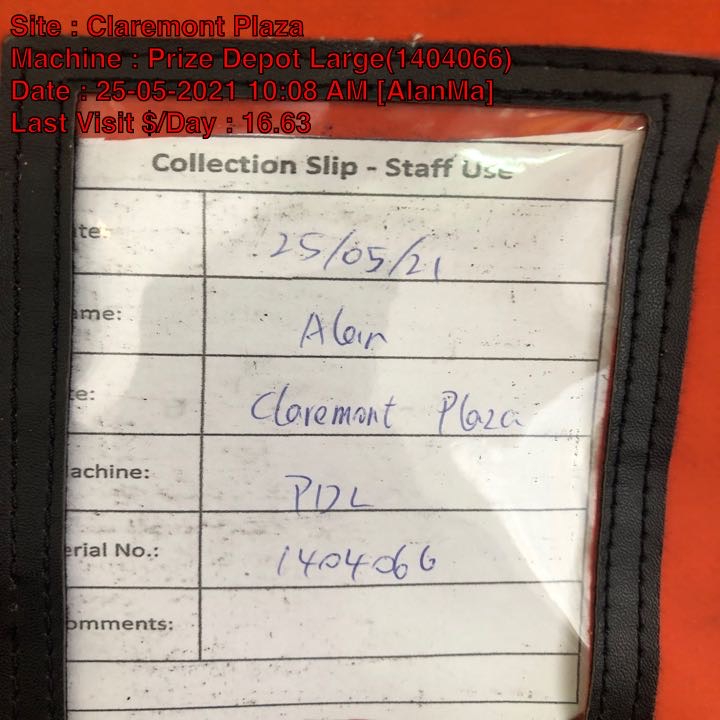 Site : Claremont Plaza
Machine : Prize Depot Large(1404066)
Date : 25-05-2021 10:08 AM [AlanMa]
Last Visit $/Day : 16.63
Collection Slip - Staff Use
ate: 25/05/21
ame: Alan
te: Claremont Plaza
achine: PDL
erial No.: 1404066
omments: